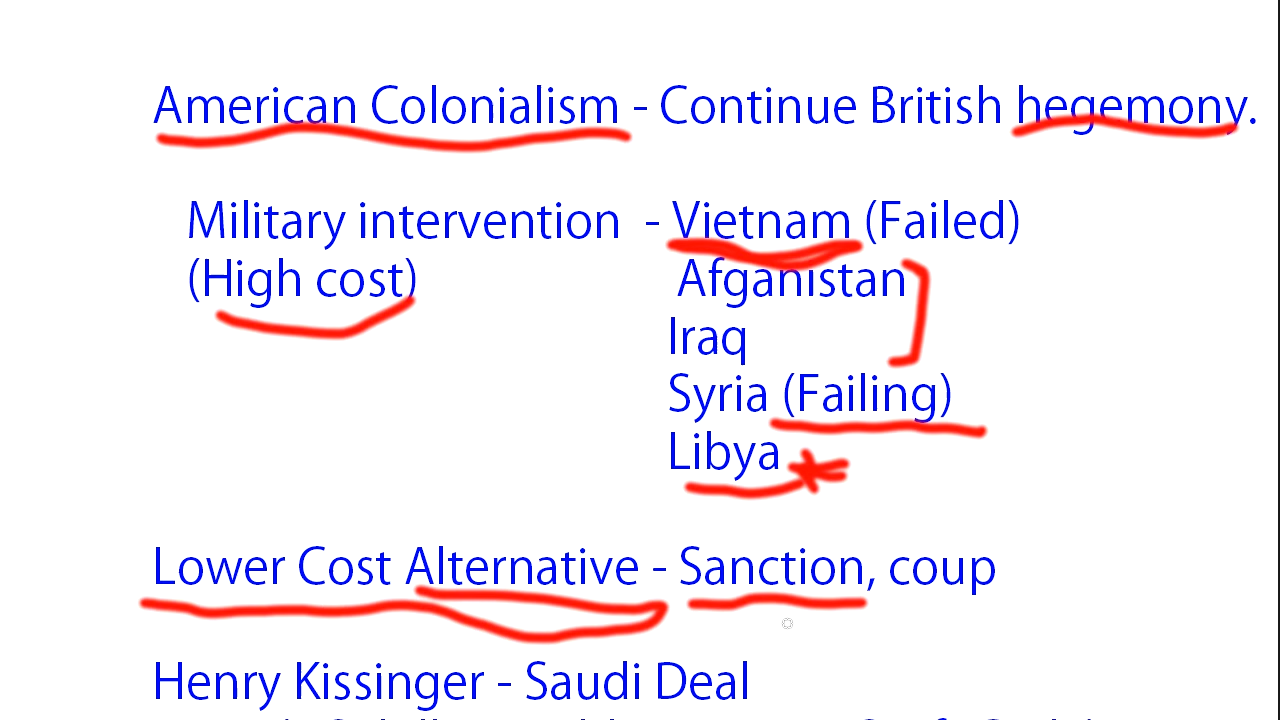 American Colonialism - Continue British hegemony.
Military intervention - Vietnam (Failed)
(High cost) Afganistan
Iraq
Syria (Failing)
Libya
Lower Cost Alternative - Sanction, coup
Henry Kissinger - Saudi Deal